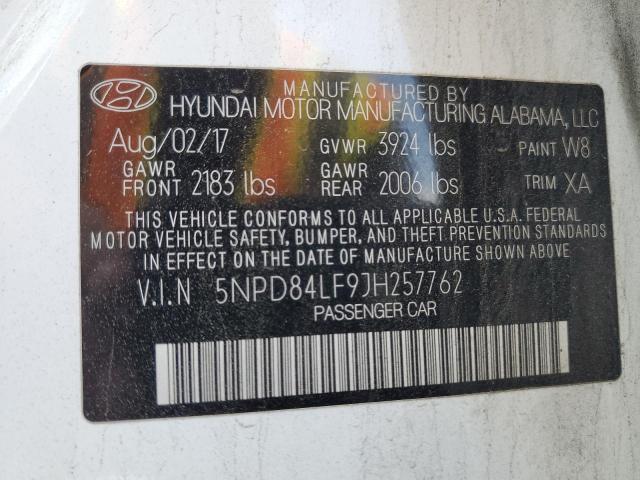 MANUFACTURED BY
HYUNDAI MOTOR MANUFACTURING ALABAMA, LLC
Aug/02/17 GVWR 3924 lbs PAINT W8
GAWR FRONT 2183 lbs GAWR REAR 2006 lbs TRIM XA
THIS VEHICLE CONFORMS TO ALL APPLICABLE U.S.A. FEDERAL
MOTOR VEHICLE SAFETY, BUMPER, AND THEFT PREVENTION STANDARDS
IN EFFECT ON THE DATE OF MANUFACTURE SHOWN ABOVE
V.I.N 5NPD84LF9JH257762
PASSENGER CAR